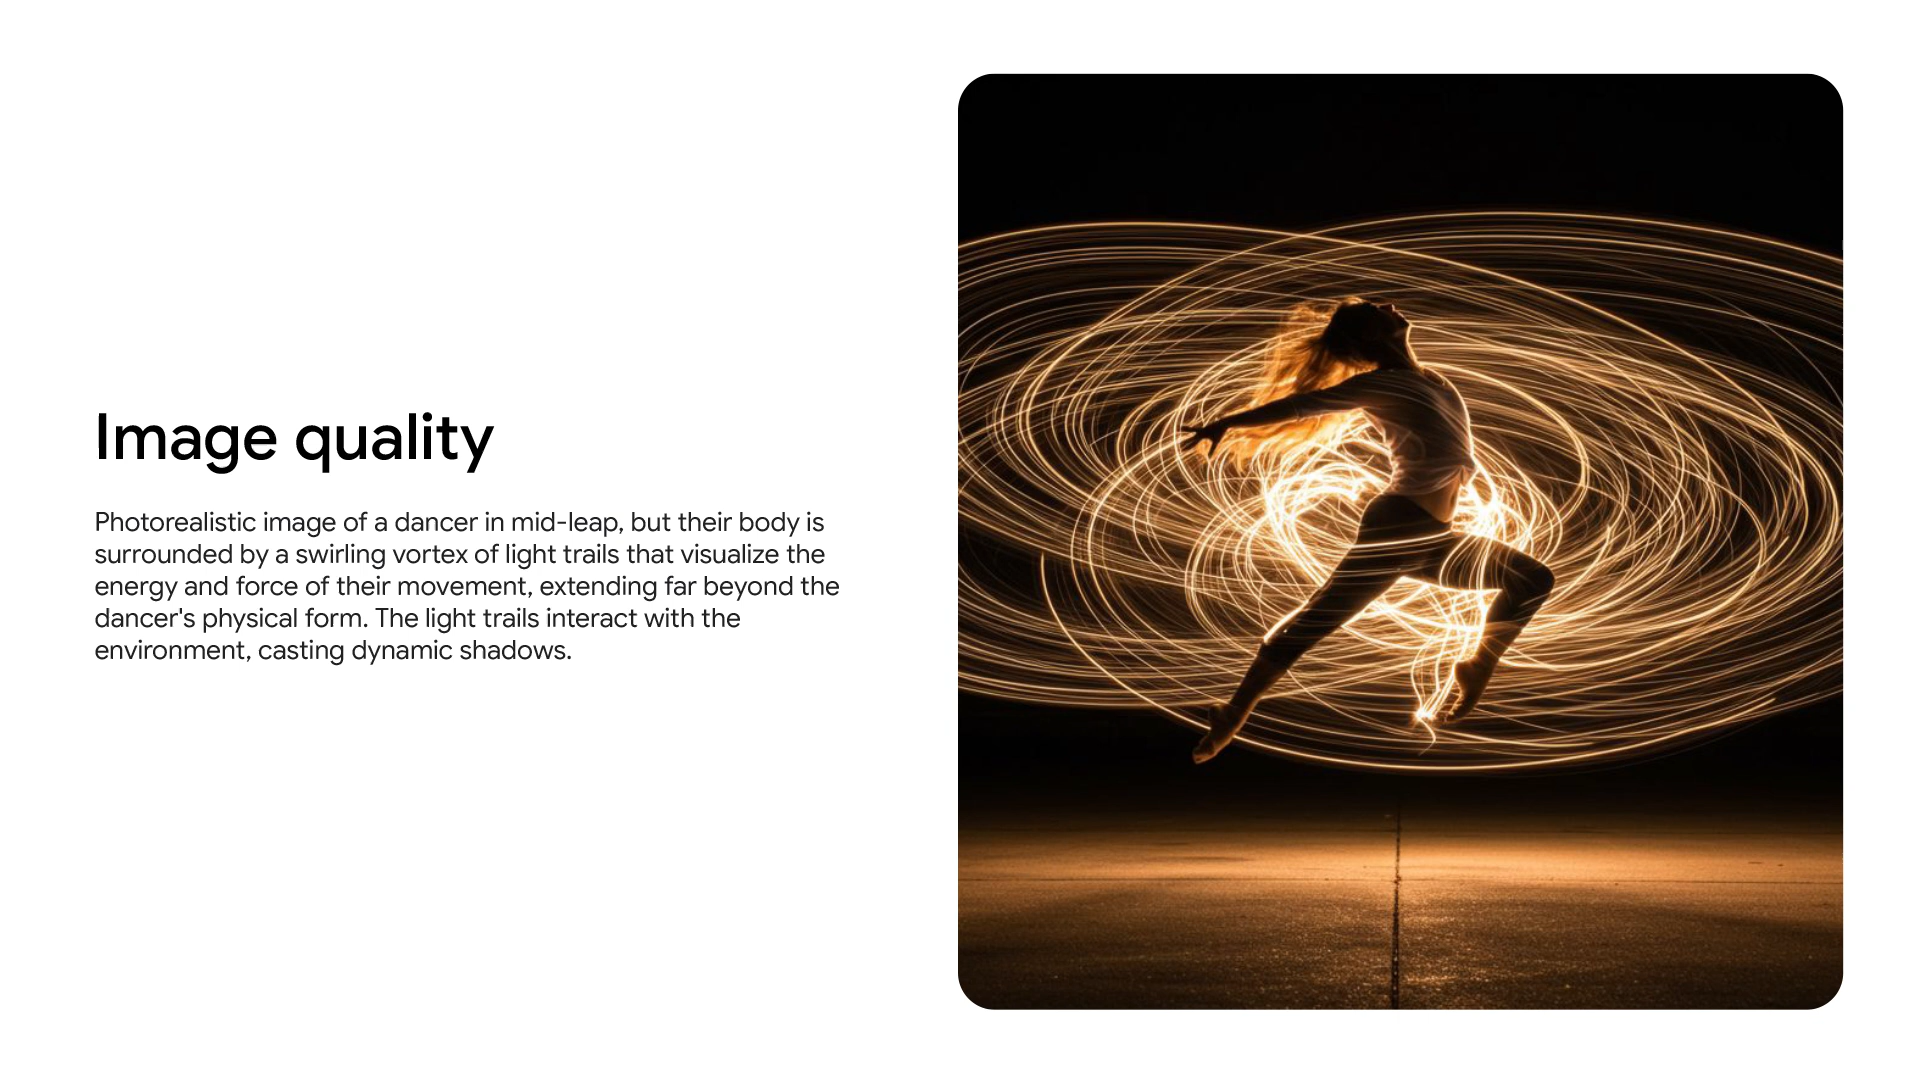 Image quality
Photorealistic image of a dancer in mid-leap, but their body is
surrounded by a swirling vortex of light trails that visualize the
energy and force of their movement, extending far beyond the
dancer's physical form. The light trails interact with the
environment, casting dynamic shadows.